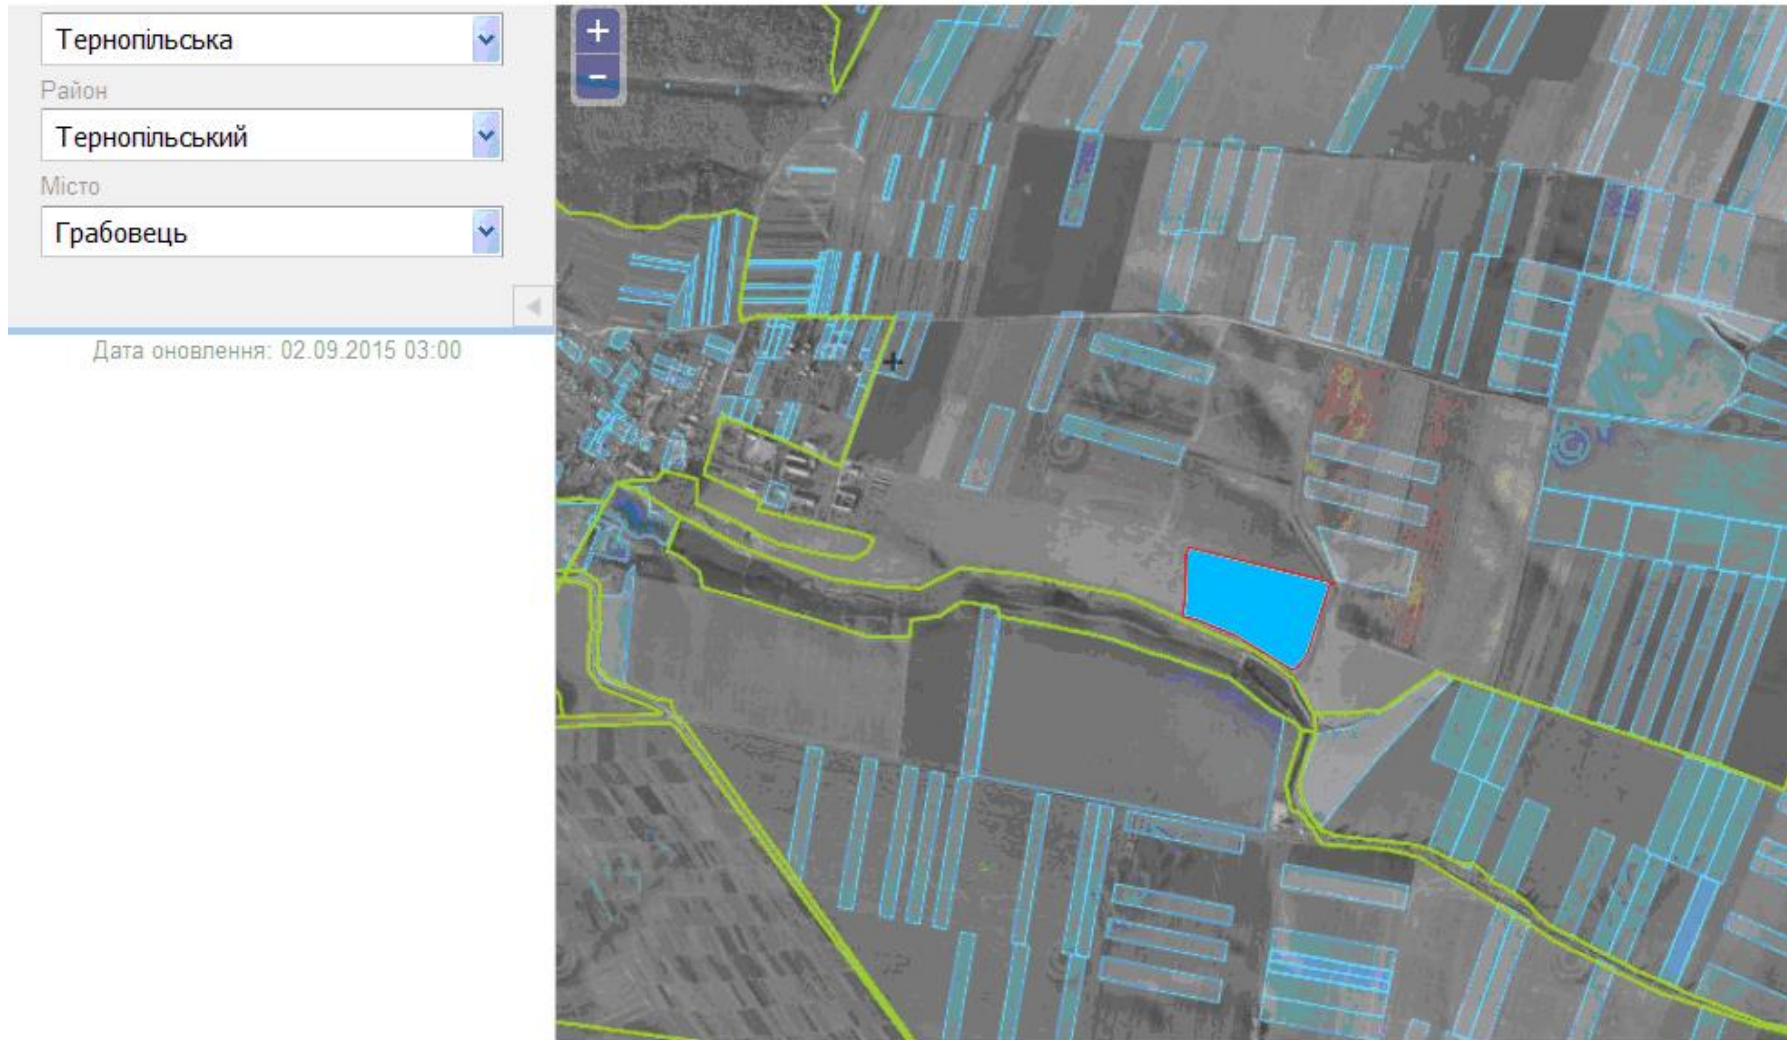 Тернопільська
Район
Тернопільський
Місто
Грабовець
Дата оновлення: 02.09.2015 03:00
+
−